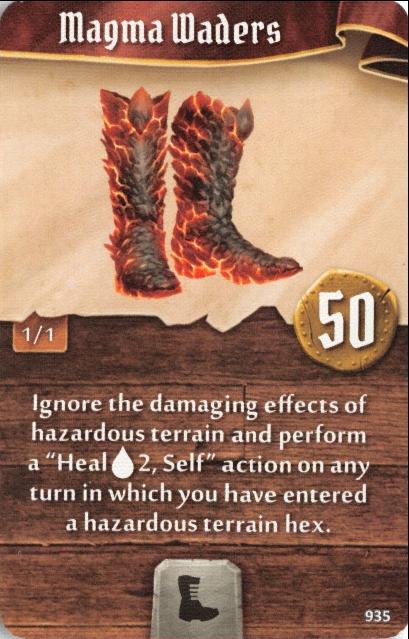 Magma Waders
50
1/1
Ignore the damaging effects of
hazardous terrain and perform
a “Heal 2, Self” action on any
turn in which you have entered
a hazardous terrain hex.
935